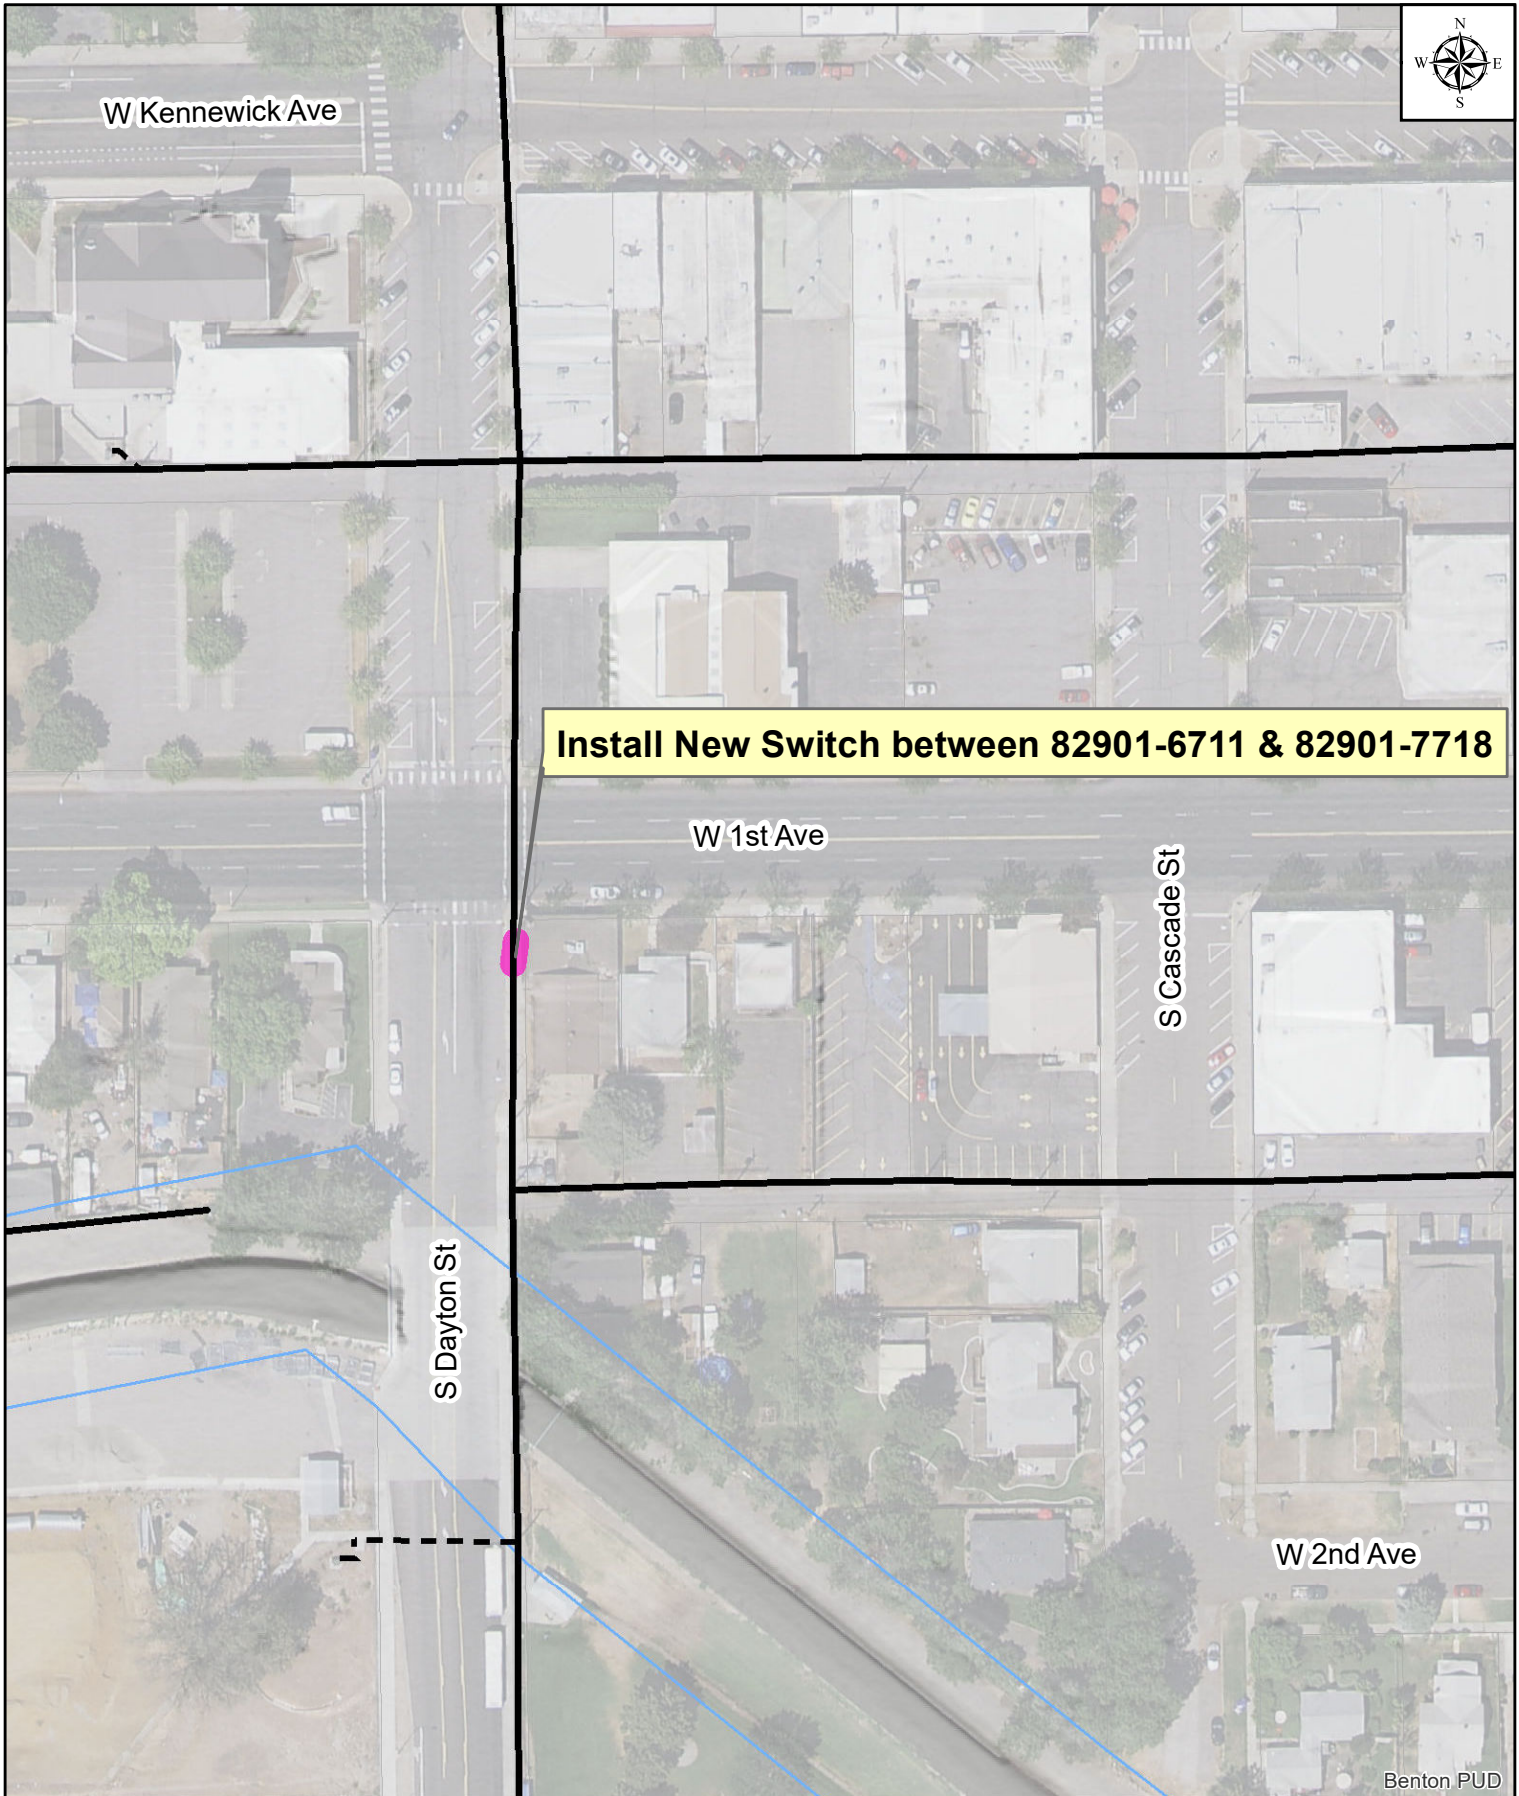 N
W E
S
W Kennewick Ave
Install New Switch between 82901-6711 & 82901-7718
W 1st Ave
S Cascade St
S Dayton St
W 2nd Ave
Benton PUD